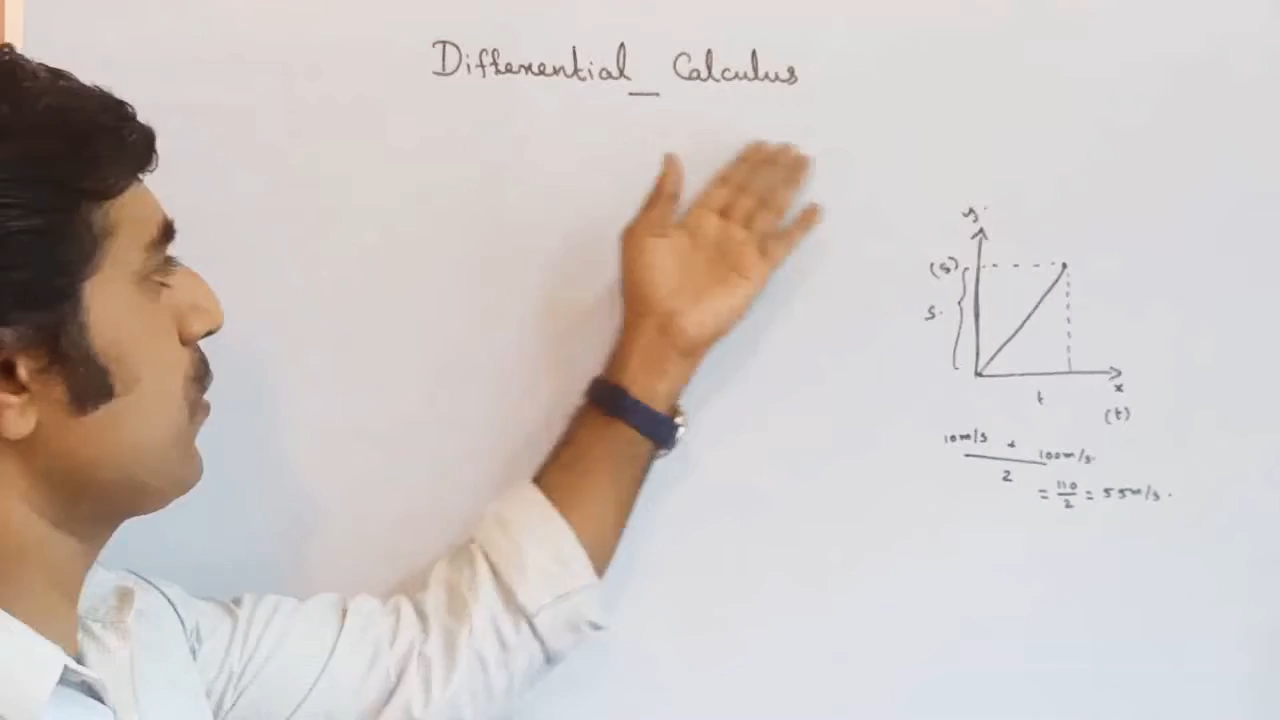 Differential _ Calculus
y
(s)
s.
t
x
(t)
10m/s + 100m/s.
2
= 110/2 = 55m/s.